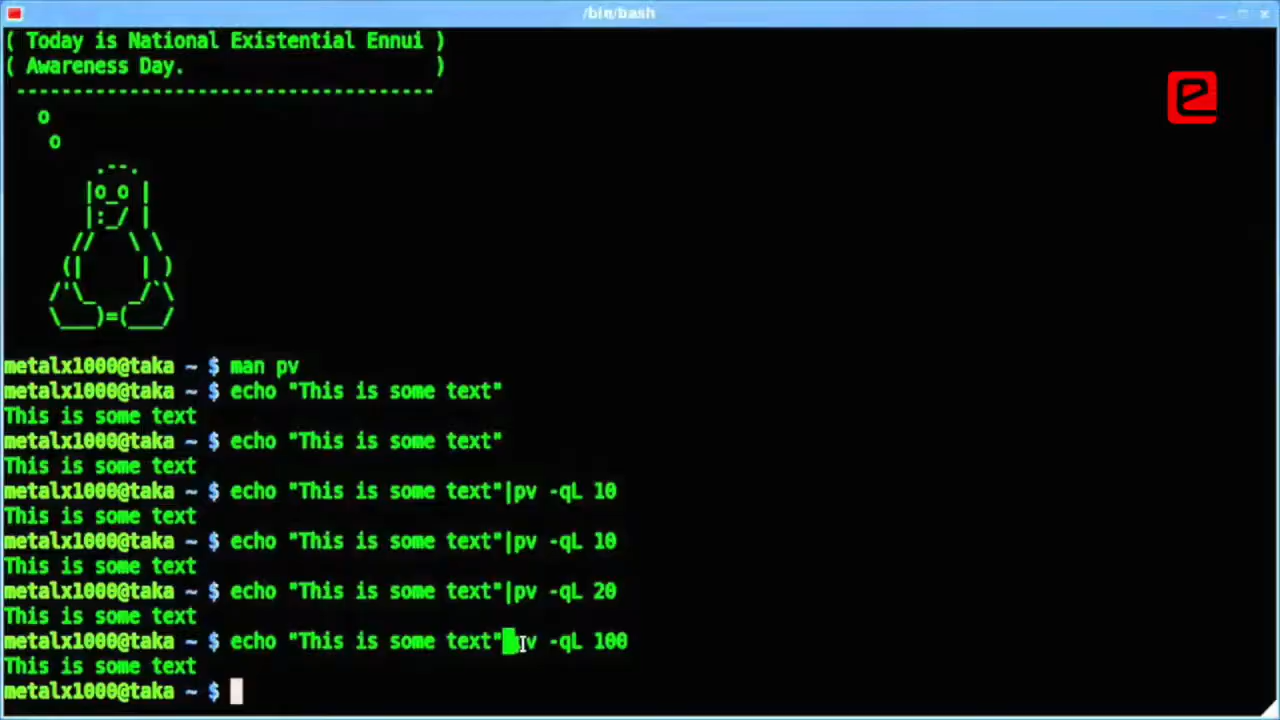 /bin/bash
( Today is National Existential Ennui )
( Awareness Day.                      )
 -------------------------------------
   o
    o
        .--.
       |o_o |
       |:_/ |
      //   \ \
     (|     | )
    /'\_   _/`\
    \___)=(___/
metalx1000@taka ~ $ man pv
metalx1000@taka ~ $ echo "This is some text"
This is some text
metalx1000@taka ~ $ echo "This is some text"
This is some text
metalx1000@taka ~ $ echo "This is some text"|pv -qL 10
This is some text
metalx1000@taka ~ $ echo "This is some text"|pv -qL 10
This is some text
metalx1000@taka ~ $ echo "This is some text"|pv -qL 20
This is some text
metalx1000@taka ~ $ echo "This is some text" pv -qL 100
This is some text
metalx1000@taka ~ $